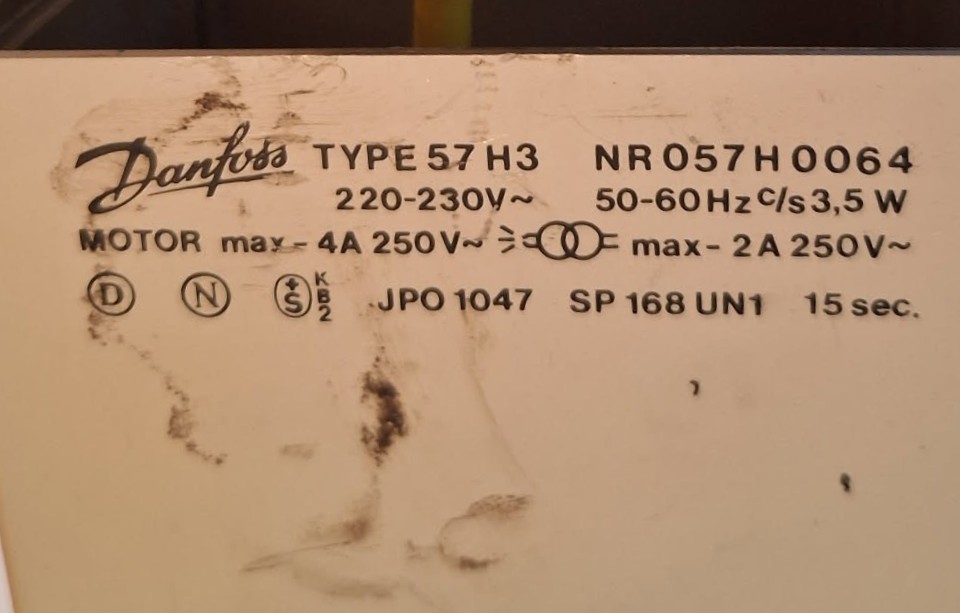 Danfoss TYPE 57 H3 NR 057H0064
220-230V~ 50-60Hz c/s 3,5 W
MOTOR max - 4A 250V~ max - 2A 250V~
D N +S KB2 JPO 1047 SP 168 UN1 15 sec.